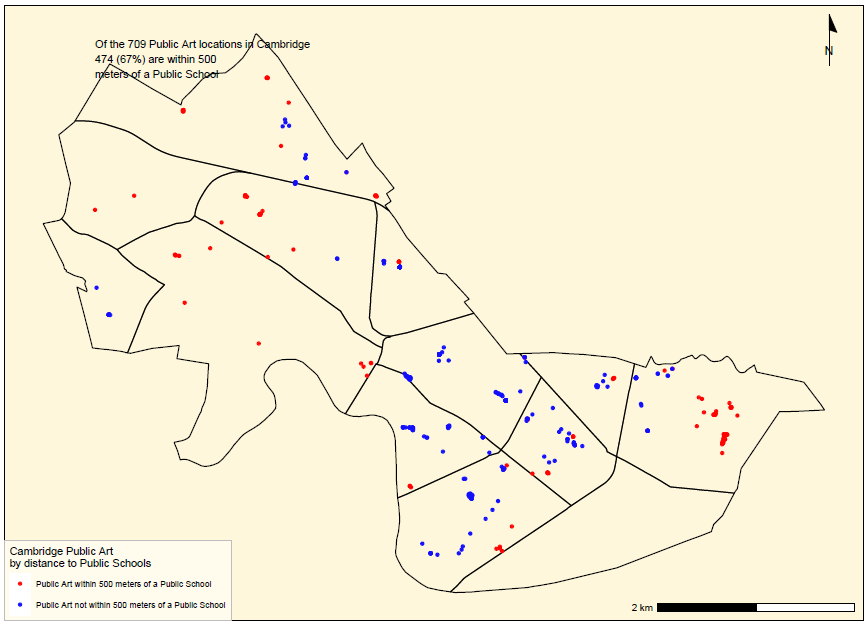 Of the 709 Public Art locations in Cambridge
474 (67%) are within 500
meters of a Public School
N
Cambridge Public Art
by distance to Public Schools
Public Art within 500 meters of a Public School
Public Art not within 500 meters of a Public School
2 km